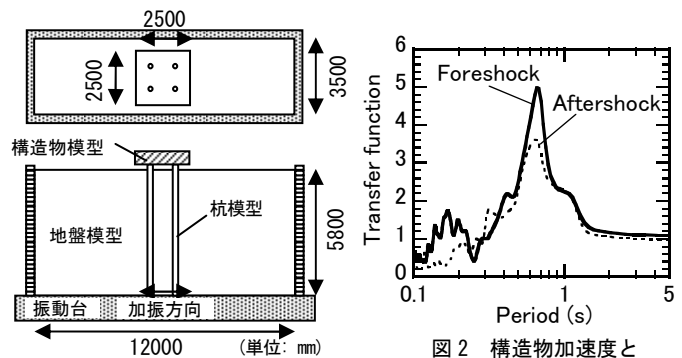 2500
2500
3500
構造物模型
杭模型
地盤模型
5800
振動台
加振方向
12000
(単位: mm)
6
5
4
3
2
1
0
Transfer function
Foreshock
Aftershock
0.1
1
5
Period (s)
図 2 構造物加速度と